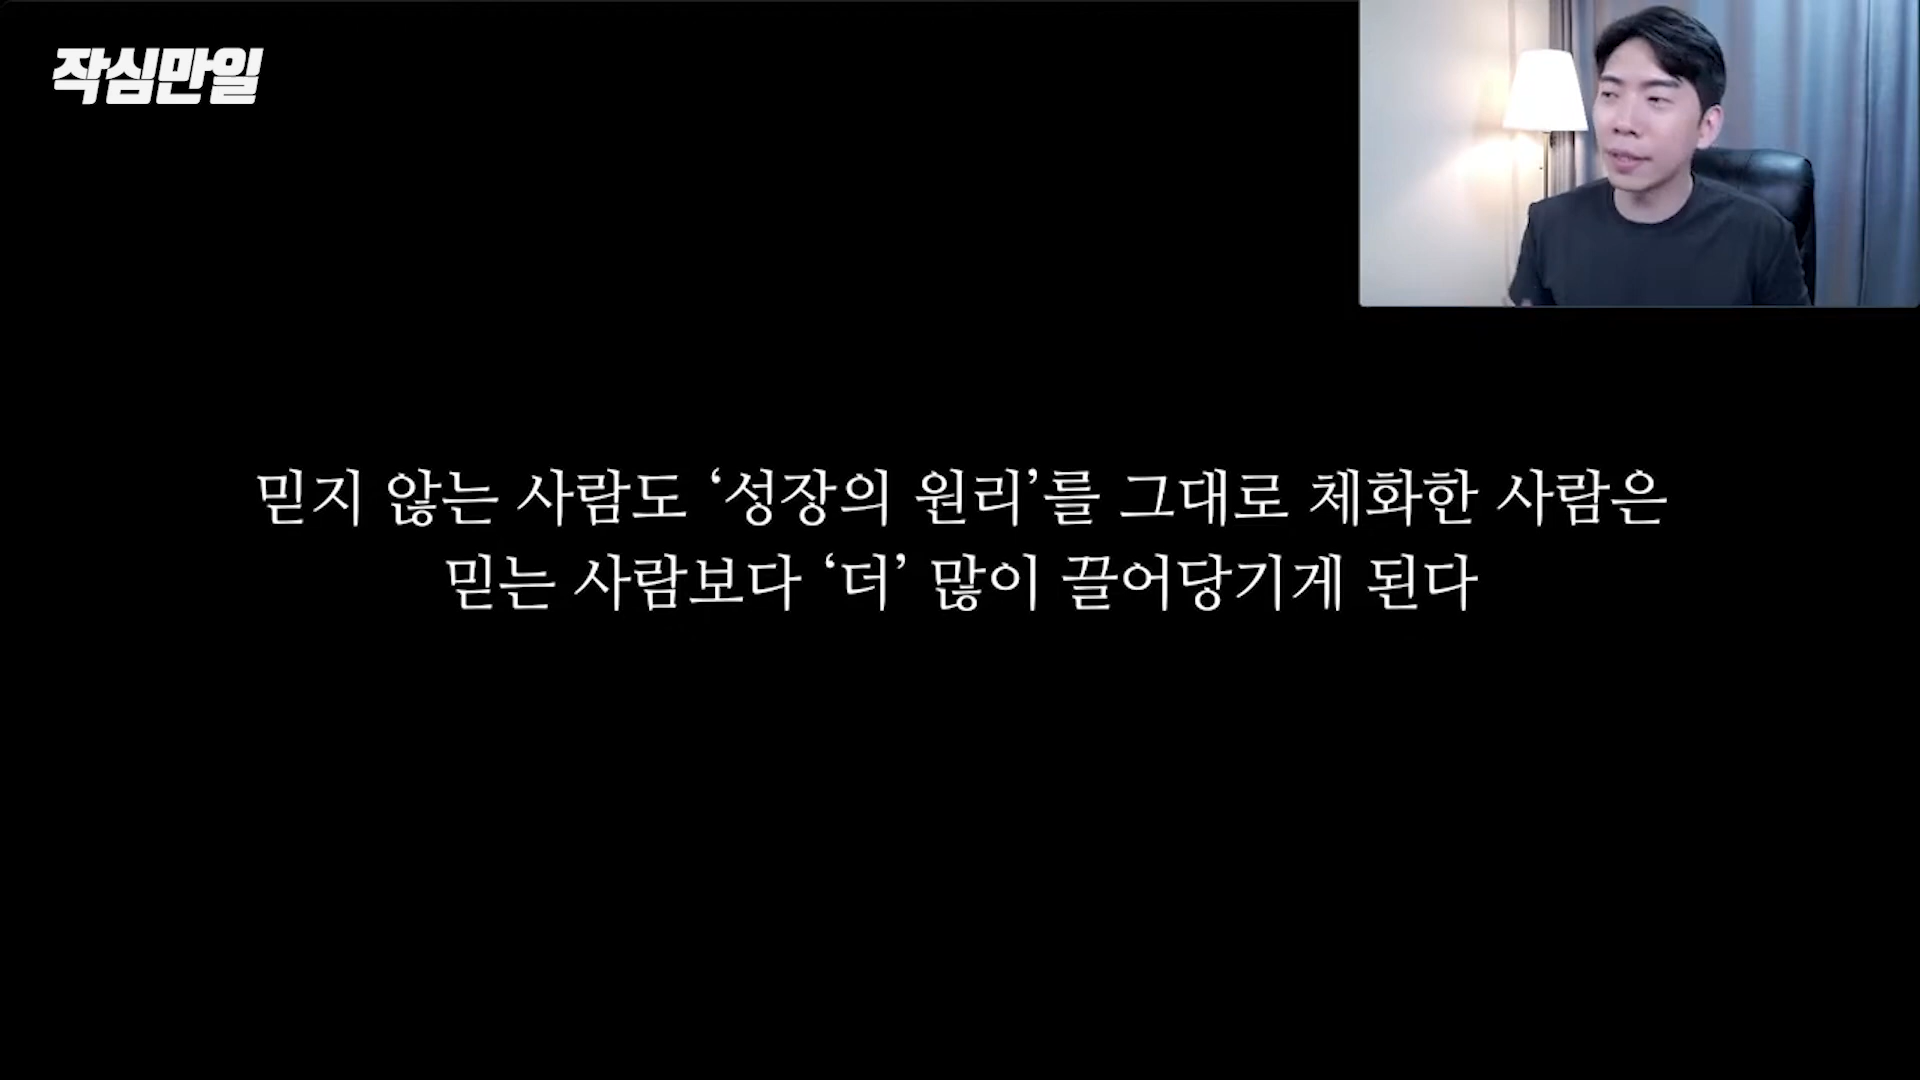 작심만일
믿지 않는 사람도 ‘성장의 원리’를 그대로 체화한 사람은
믿는 사람보다 ‘더’ 많이 끌어당기게 된다